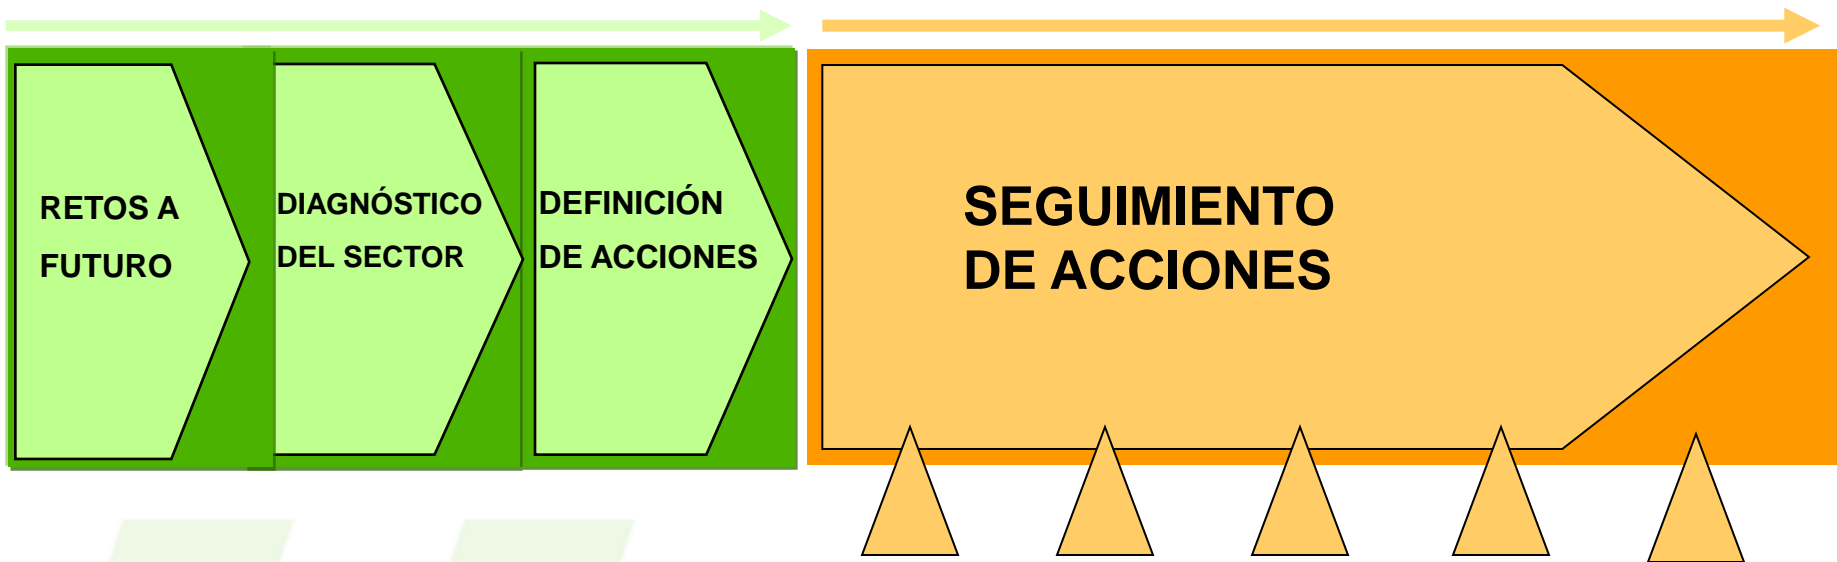 RETOS A
FUTURO
DIAGNÓSTICO
DEL SECTOR
DEFINICIÓN
DE ACCIONES
SEGUIMIENTO
DE ACCIONES